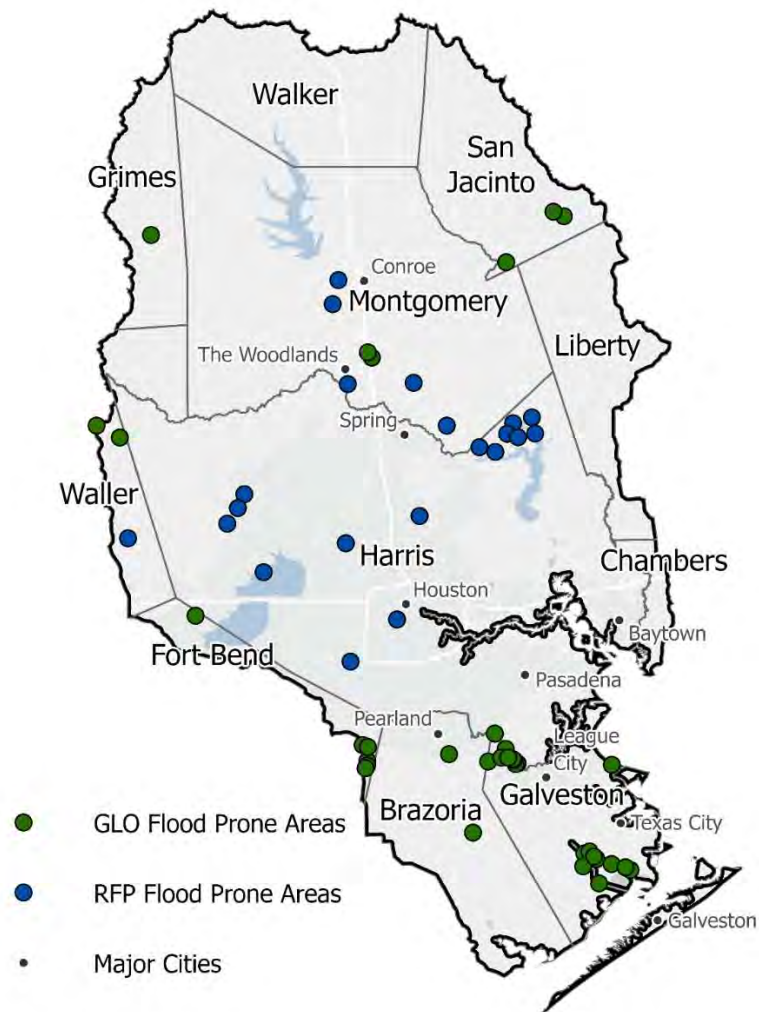 Walker
San
Jacinto
Grimes
Conroe
Montgomery
Liberty
The Woodlands
Spring
Waller
Harris
Chambers
Houston
Baytown
Fort Bend
Pasadena
Pearland
League
City
Galveston
Brazoria
Texas City
GLO Flood Prone Areas
RFP Flood Prone Areas
Galveston
Major Cities